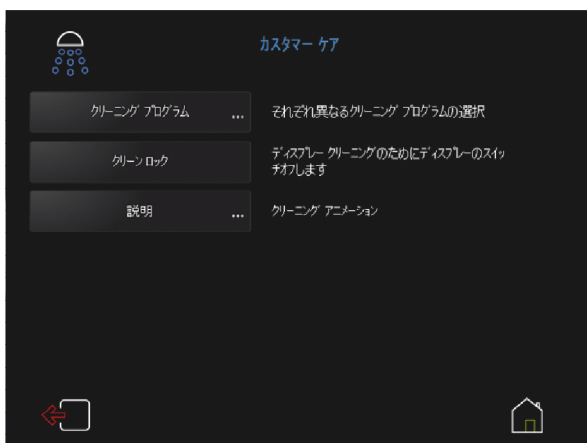 カスタマー ケア
クリーニング プログラム ...
それぞれ異なるクリーニング プログラムの選択
クリーン ロック
ディスプレー クリーニングのためにディスプレーのスイッ
チオフします
説明 ...
クリーニング アニメーション